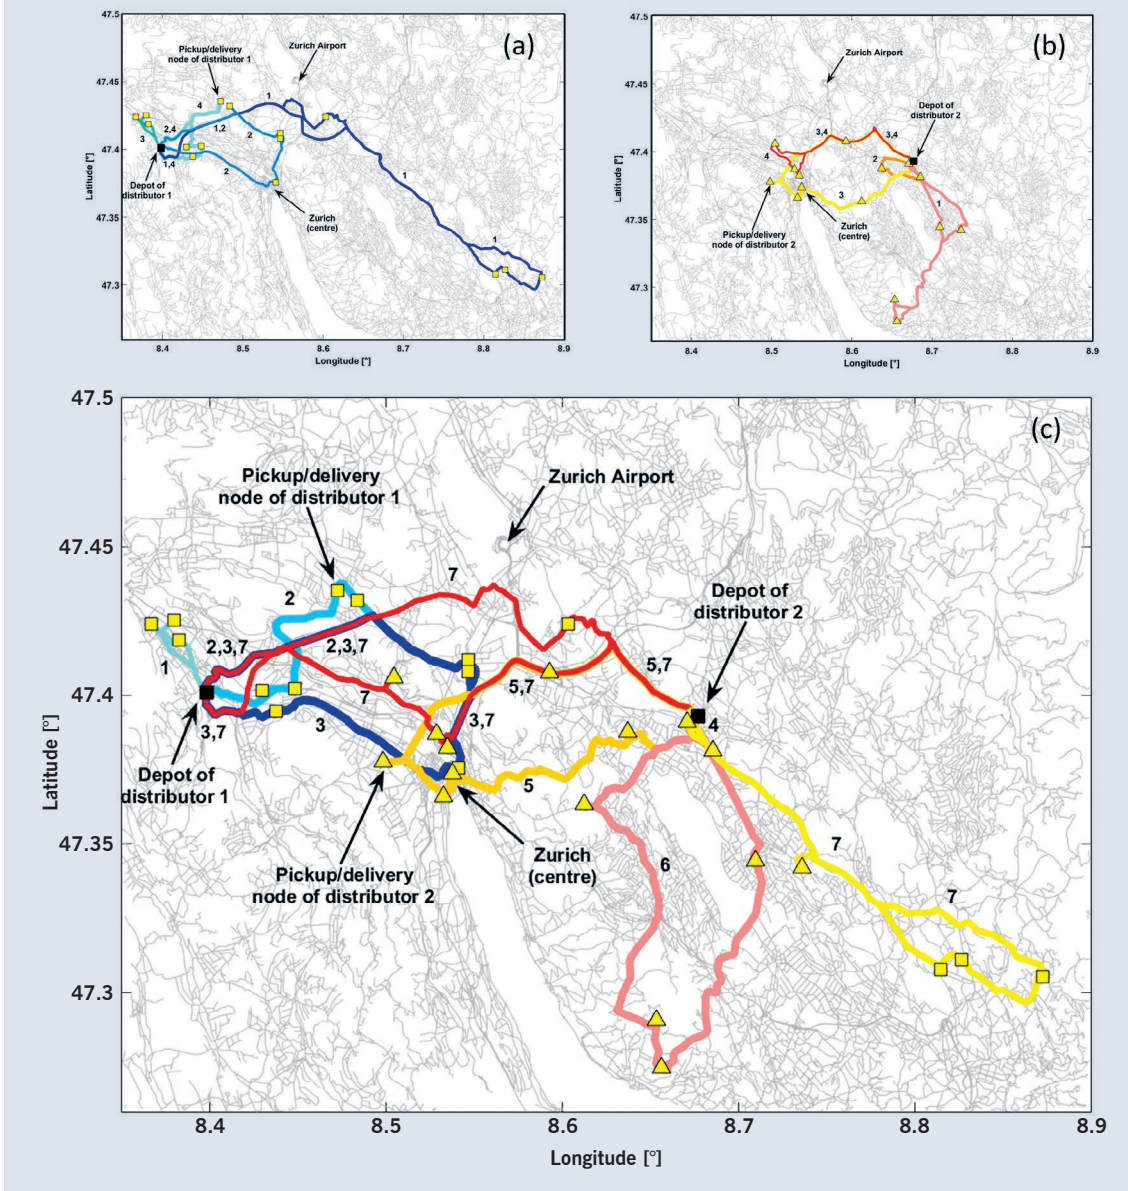 (a)
47.5
47.45
47.4
47.35
47.3
Latitude [°]
Pickup/delivery
node of distributor 1
Zurich Airport
1
4
2,4
1,2
2
3
1,4
2
1
1
Depot of
distributor 1
Zurich
(centre)
8.4
8.5
8.6
8.7
8.8
8.9
Longitude [°]
(b)
47.5
47.45
47.4
47.35
47.3
Latitude [°]
Zurich Airport
Depot of
distributor 2
3,4
3,4
4
2
3
1
Pickup/delivery
node of distributor 2
Zurich
(centre)
8.4
8.5
8.6
8.7
8.8
8.9
Longitude [°]
(c)
47.5
47.45
47.4
47.35
47.3
Latitude [°]
Pickup/delivery
node of distributor 1
Zurich Airport
Depot of
distributor 2
7
2
2,3,7
2,3,7
1
5,7
5,7
7
3,7
4
3,7
3
5
7
6
7
Depot of
distributor 1
Pickup/delivery
node of distributor 2
Zurich
(centre)
8.4
8.5
8.6
8.7
8.8
8.9
Longitude [°]